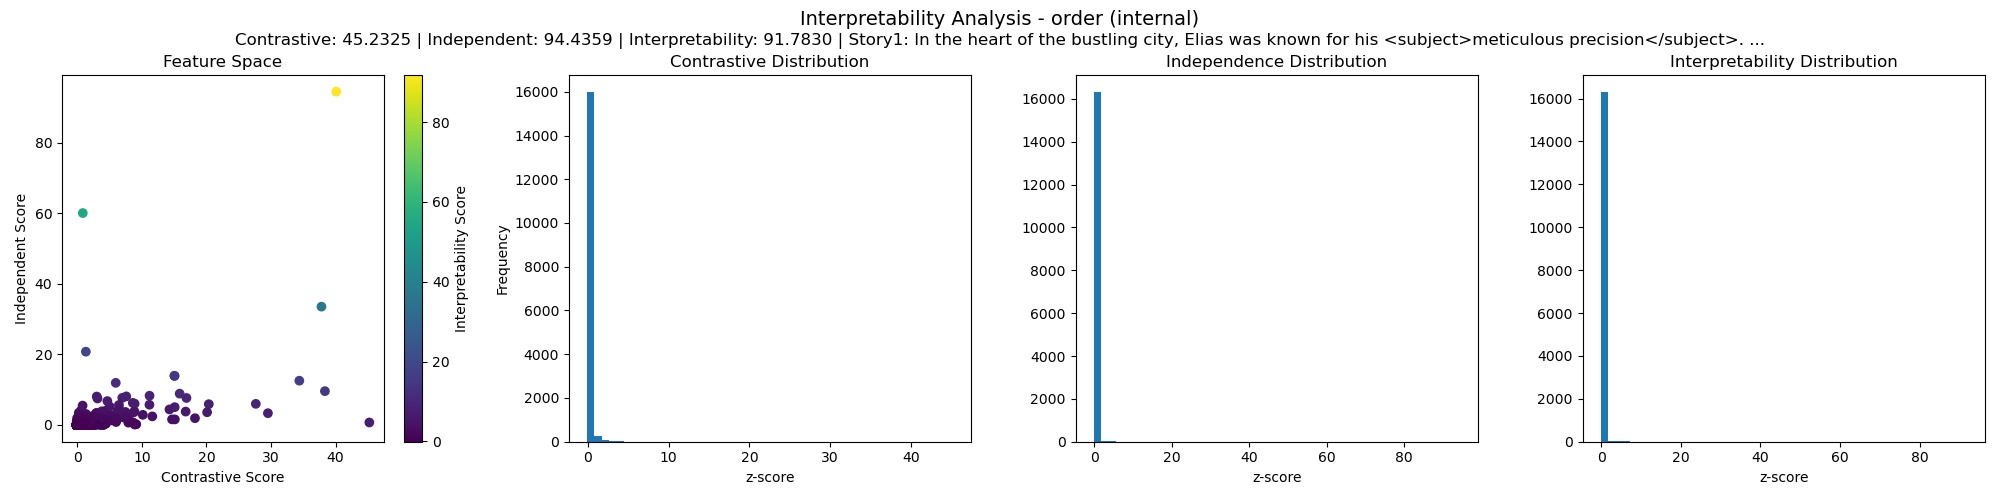 Interpretability Analysis - order (internal)
Contrastive: 45.2325 | Independent: 94.4359 | Interpretability: 91.7830 | Story1: In the heart of the bustling city, Elias was known for his <subject>meticulous precision</subject>. ...
Feature Space
Independent Score
80
60
40
20
0
0 10 20 30 40
Contrastive Score
80
60
40
20
0
Interpretability Score
Contrastive Distribution
Frequency
16000
14000
12000
10000
8000
6000
4000
2000
0
0 10 20 30 40
z-score
Independence Distribution
16000
14000
12000
10000
8000
6000
4000
2000
0
0 20 40 60 80
z-score
Interpretability Distribution
16000
14000
12000
10000
8000
6000
4000
2000
0
0 20 40 60 80
z-score